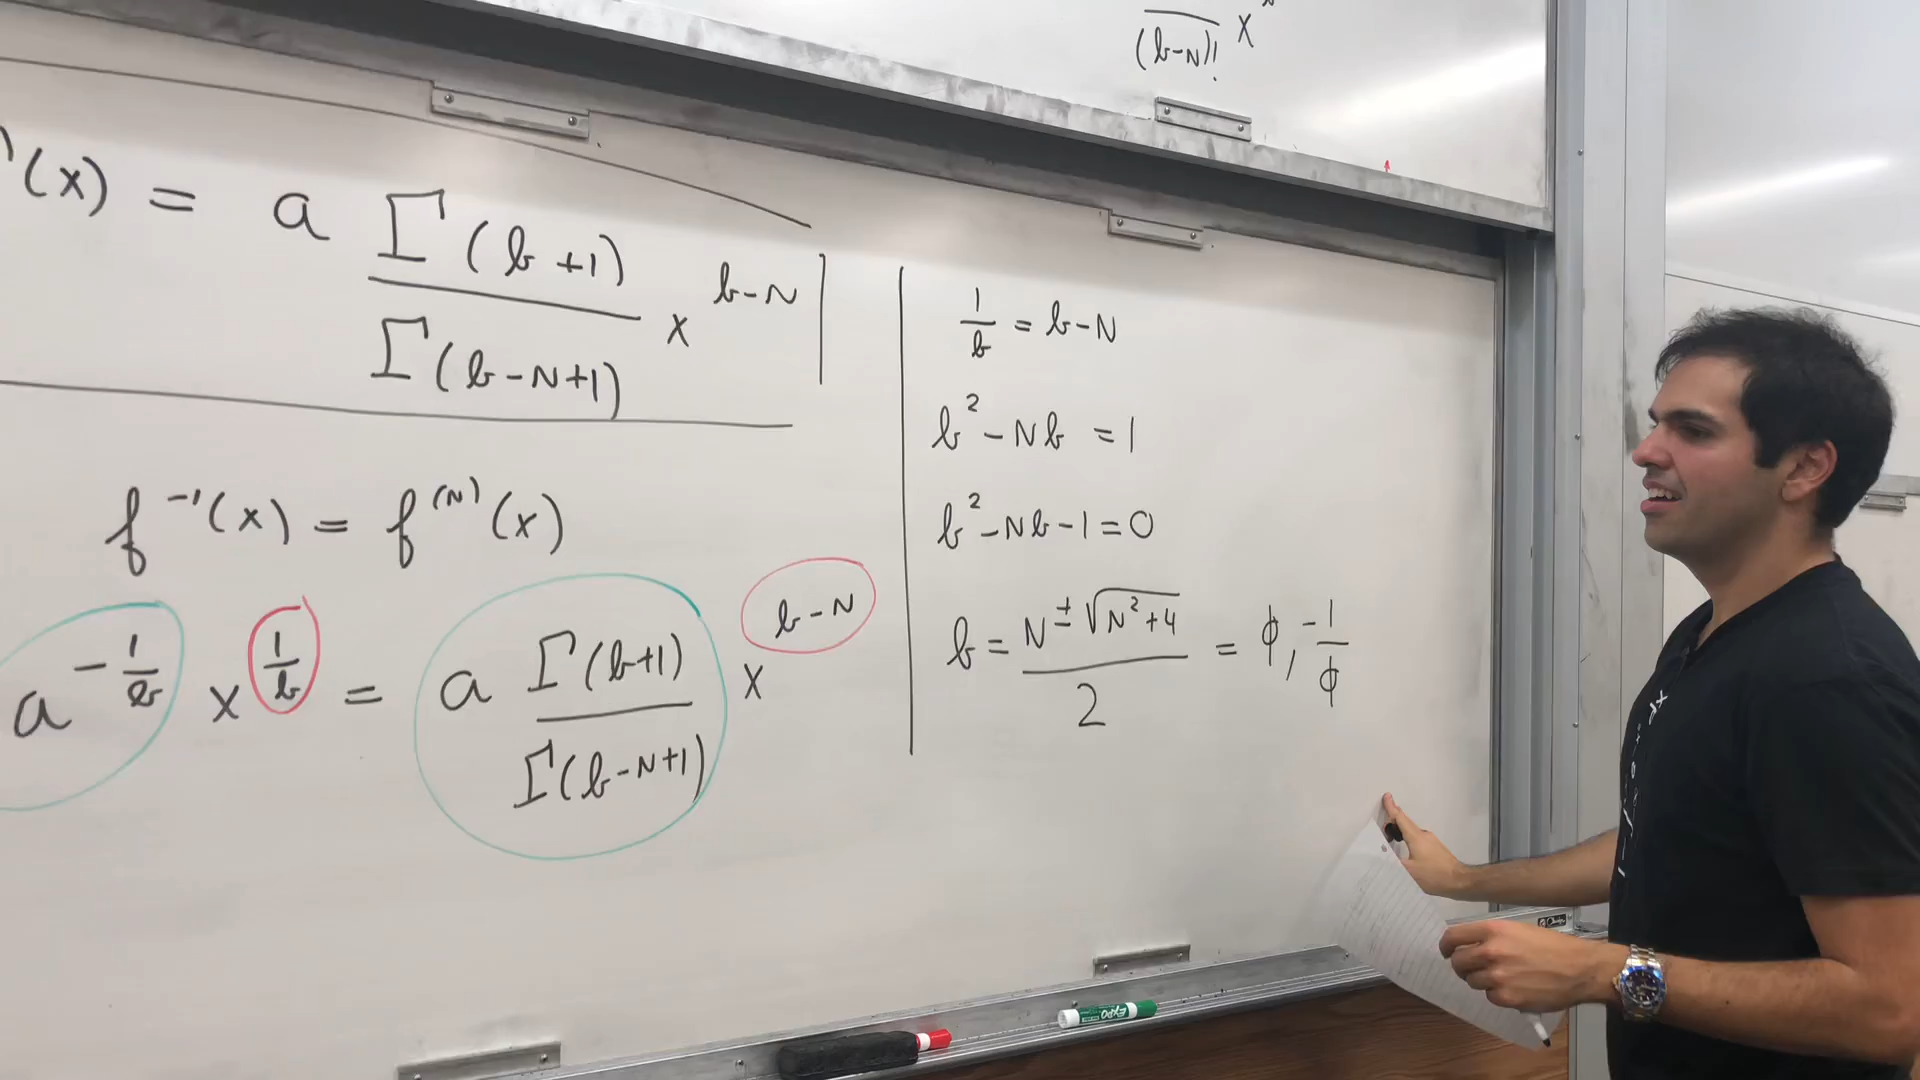 (b-N)! x
(x) = a Γ(b+1) / Γ(b-N+1) x^(b-N)
f^-1(x) = f^(N)(x)
a^(-1/b) x^(1/b) = a Γ(b+1) / Γ(b-N+1) x^(b-N)
1/b = b-N
b² - Nb = 1
b² - Nb - 1 = 0
b = N ± √N²+4 / 2 = ϕ, -1/ϕ
EXPO